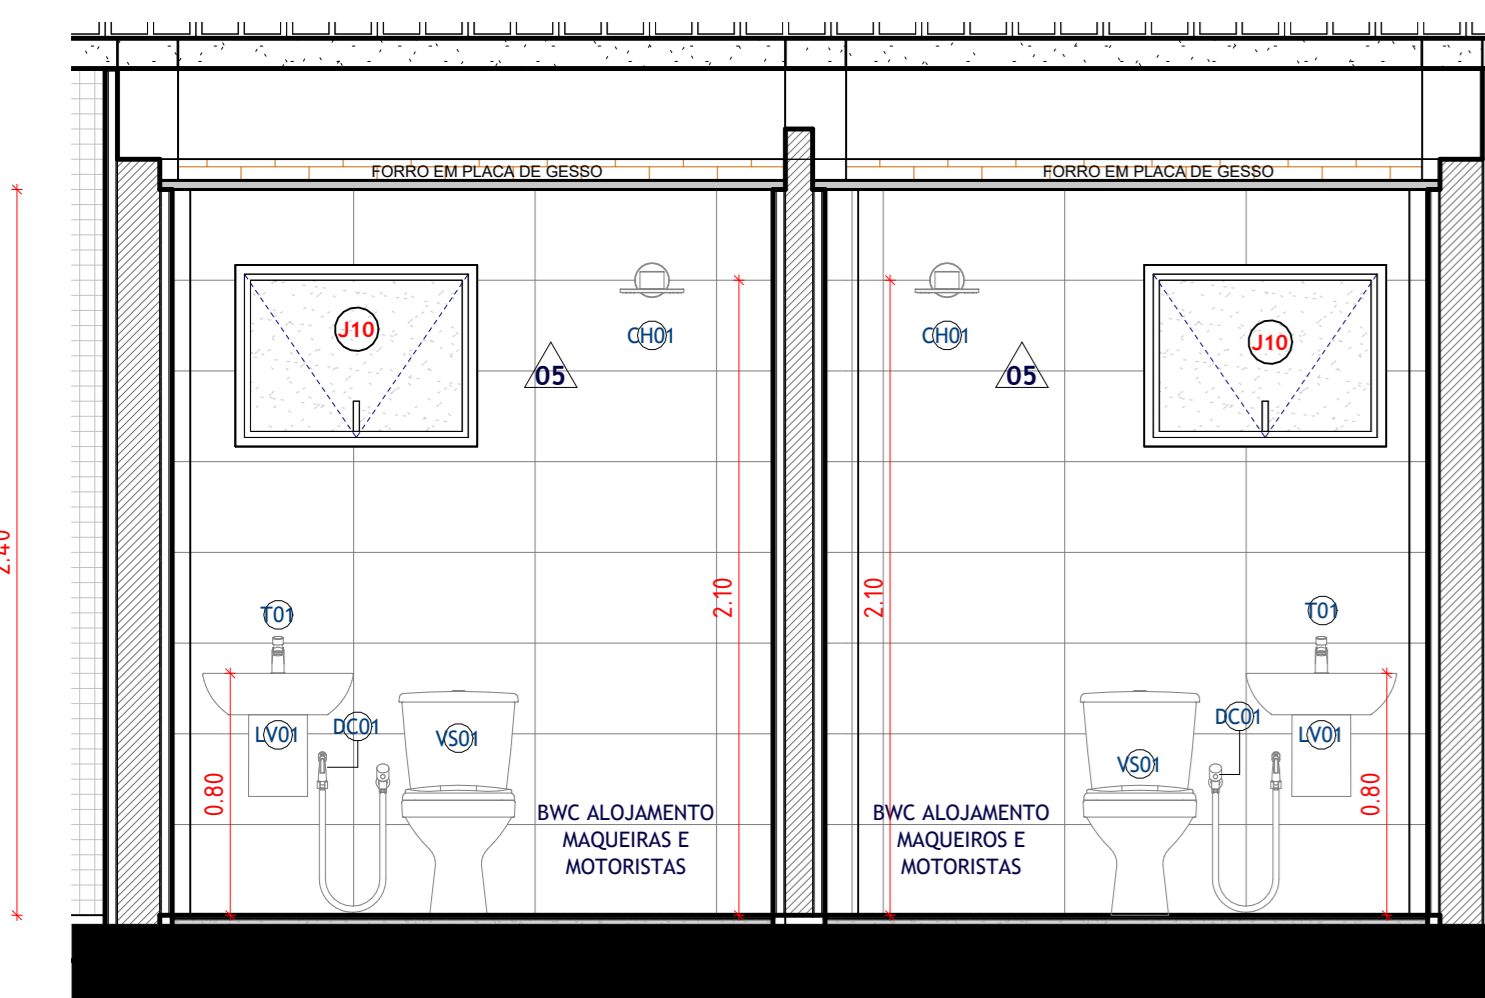 FORRO EM PLACA DE GESSO
FORRO EM PLACA DE GESSO
J10
CH01
05
CH01
05
J10
2.40
2.10
2.10
T01
T01
LV01
DC01
VS01
0.80
BWC ALOJAMENTO
MAQUEIRAS E
MOTORISTAS
BWC ALOJAMENTO
MAQUEIROS E
MOTORISTAS
VS01
DC01
LV01
0.80